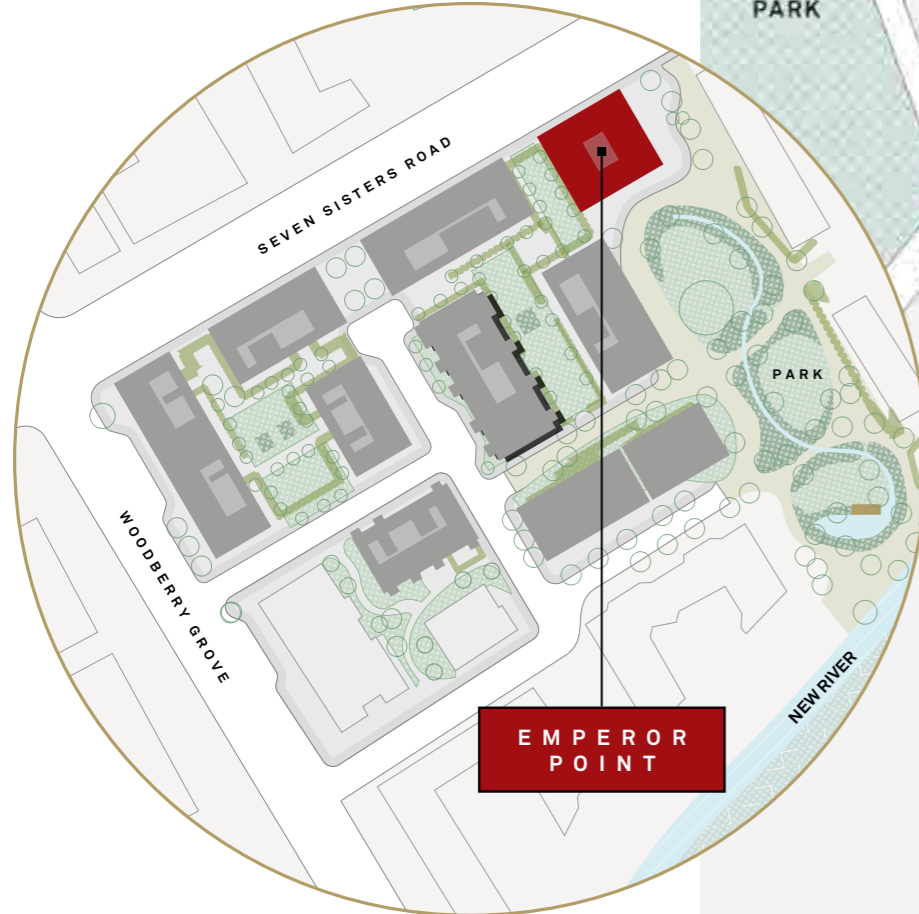 PARK
SEVEN SISTERS ROAD
PARK
WOODBERRY GROVE
NEW RIVER
EMPEROR
POINT